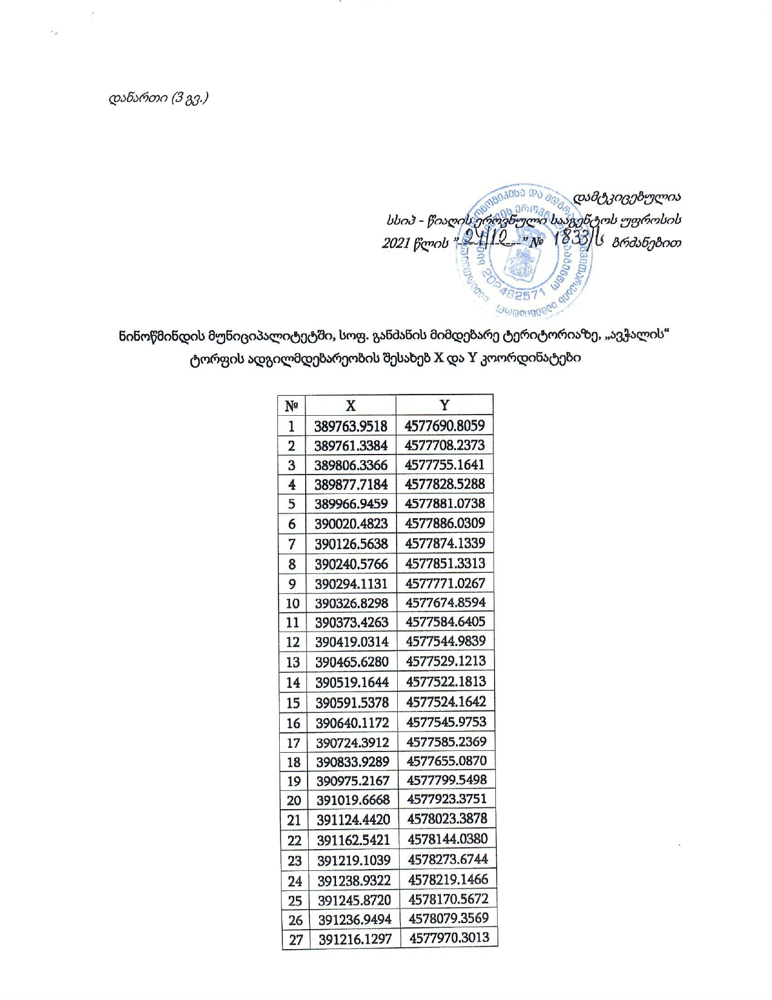 დანართი (3 გვ.)
დამტკიცებულია
სსიპ - წიაღის ეროვნული სააგენტოს უფროსის
2021 წლის "24/12" № 1833/ს ბრძანებით
202482571
ნინოწმინდის მუნიციპალიტეტში, სოფ. განძანის მიმდებარე ტერიტორიაზე, „ავჭალის“
ტორფის ადგილმდებარეობის შესახებ X და Y კოორდინატები
№ X Y
1 389763.9518 4577690.8059
2 389761.3384 4577708.2373
3 389806.3366 4577755.1641
4 389877.7184 4577828.5288
5 389966.9459 4577881.0738
6 390020.4823 4577886.0309
7 390126.5638 4577874.1339
8 390240.5766 4577851.3313
9 390294.1131 4577771.0267
10 390326.8298 4577674.8594
11 390373.4263 4577584.6405
12 390419.0314 4577544.9839
13 390465.6280 4577529.1213
14 390519.1644 4577522.1813
15 390591.5378 4577524.1642
16 390640.1172 4577545.9753
17 390724.3912 4577585.2369
18 390833.9289 4577655.0870
19 390975.2167 4577799.5498
20 391019.6668 4577923.3751
21 391124.4420 4578023.3878
22 391162.5421 4578144.0380
23 391219.1039 4578273.6744
24 391238.9322 4578219.1466
25 391245.8720 4578170.5672
26 391236.9494 4578079.3569
27 391216.1297 4577970.3013